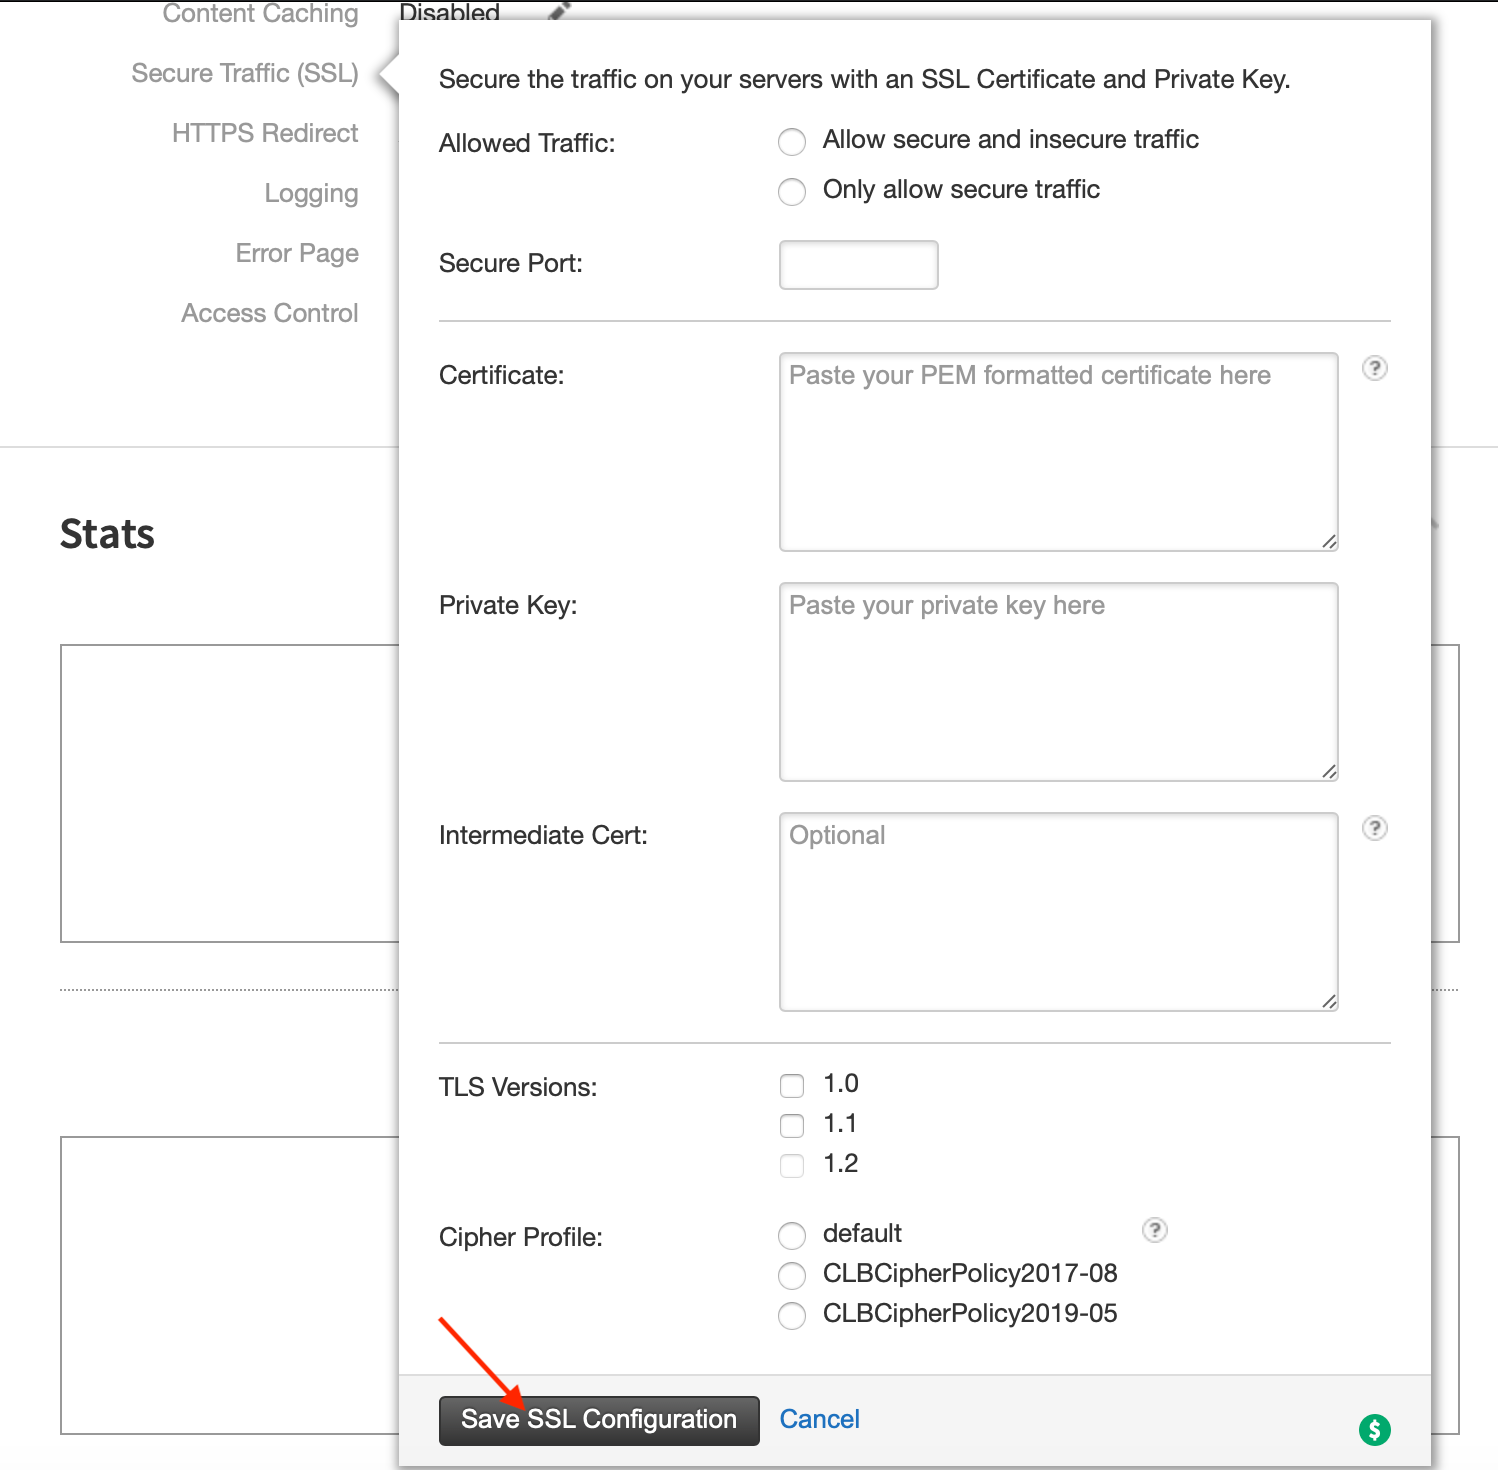 Content Caching
Disabled
Secure Traffic (SSL)
Secure the traffic on your servers with an SSL Certificate and Private Key.
HTTPS Redirect
Allowed Traffic:
Allow secure and insecure traffic
Logging
Only allow secure traffic
Error Page
Secure Port:
Access Control
Certificate:
Paste your PEM formatted certificate here
?
Stats
Private Key:
Paste your private key here
Intermediate Cert:
Optional
?
TLS Versions:
1.0
1.1
1.2
Cipher Profile:
default
?
CLBCipherPolicy2017-08
CLBCipherPolicy2019-05
Save SSL Configuration
Cancel
$